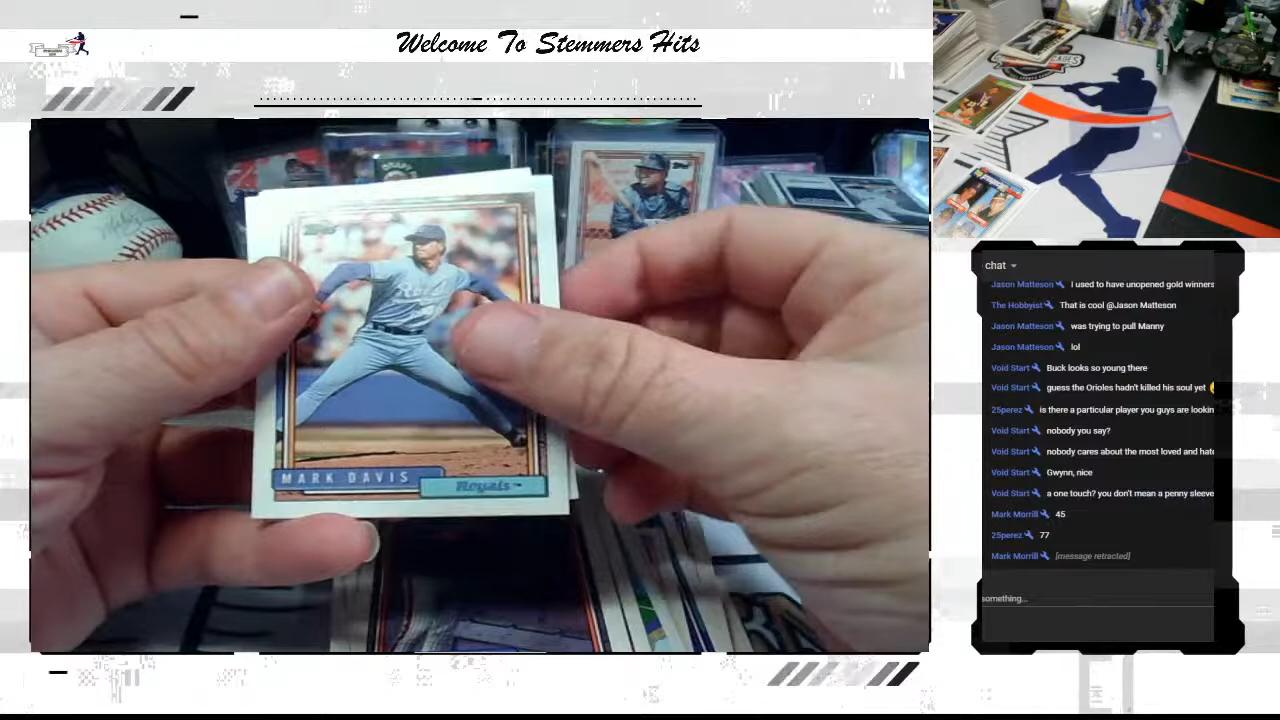 Welcome To Stemmers Hits
Topps
MARK DAVIS
Royals
chat
Jason Matteson I used to have unopened gold winners
The Hobbyist That is cool @Jason Matteson
Jason Matteson was trying to pull Manny
Jason Matteson lol
Void Start Buck looks so young there
Void Start guess the Orioles hadn't killed his soul yet
25perez is there a particular player you guys are lookin
Void Start nobody you say?
Void Start nobody cares about the most loved and hate
Void Start Gwynn, nice
Void Start a one touch? you don't mean a penny sleeve
Mark Morrill 45
25perez 77
Mark Morrill [message retracted]
something...